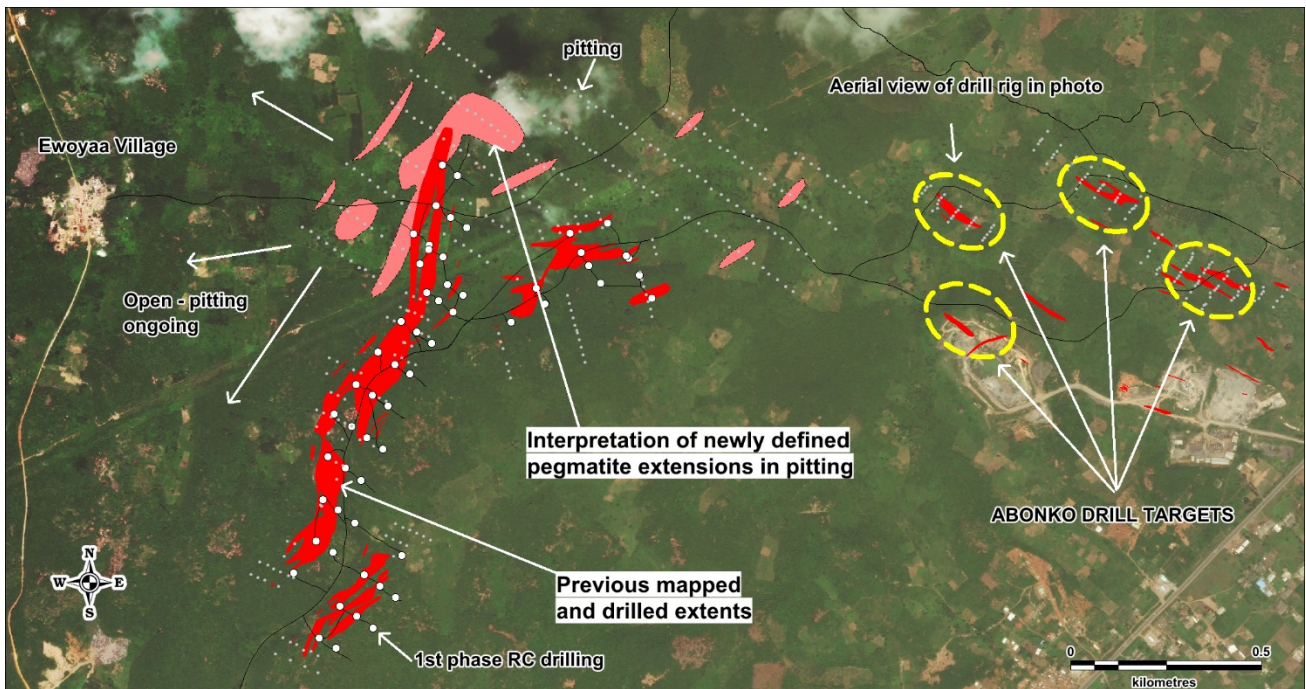 pitting
Aerial view of drill rig in photo
Ewoyaa Village
Open - pitting
ongoing
Interpretation of newly defined
pegmatite extensions in pitting
ABONKO DRILL TARGETS
Previous mapped
and drilled extents
1st phase RC drilling
N
W
E
S
0
0.5
kilometres